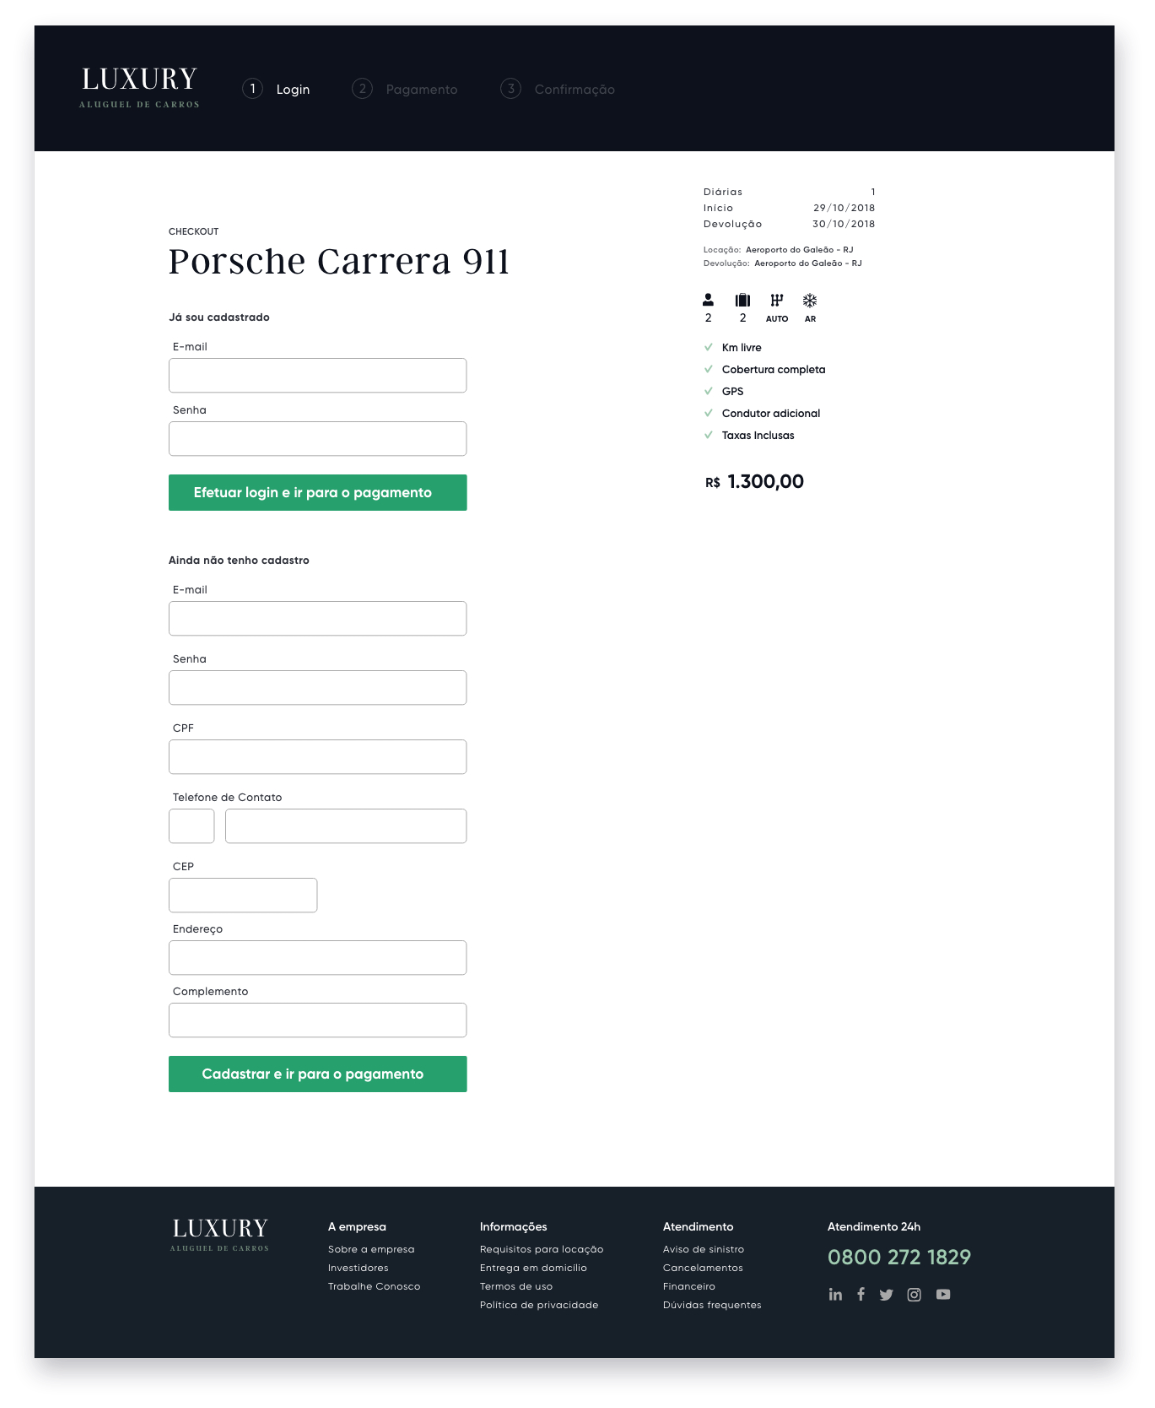 LUXURY
ALUGUEL DE CARROS
1 Login 2 Pagamento 3 Confirmação
CHECKOUT
Porsche Carrera 911
Já sou cadastrado
E-mail
Senha
Efetuar login e ir para o pagamento
Ainda não tenho cadastro
E-mail
Senha
CPF
Telefone de Contato
CEP
Endereço
Complemento
Cadastrar e ir para o pagamento
Diárias 1
Início 29/10/2018
Devolução 30/10/2018
Locação: Aeroporto do Galeão - RJ
Devolução: Aeroporto do Galeão - RJ
2 2 AUTO AR
Km livre
Cobertura completa
GPS
Condutor adicional
Taxas Inclusas
R$ 1.300,00
LUXURY
ALUGUEL DE CARROS
A empresa
Sobre a empresa
Investidores
Trabalhe Conosco
Informações
Requisitos para locação
Entrega em domicílio
Termos de uso
Política de privacidade
Atendimento
Aviso de sinistro
Cancelamentos
Financeiro
Dúvidas frequentes
Atendimento 24h
0800 272 1829